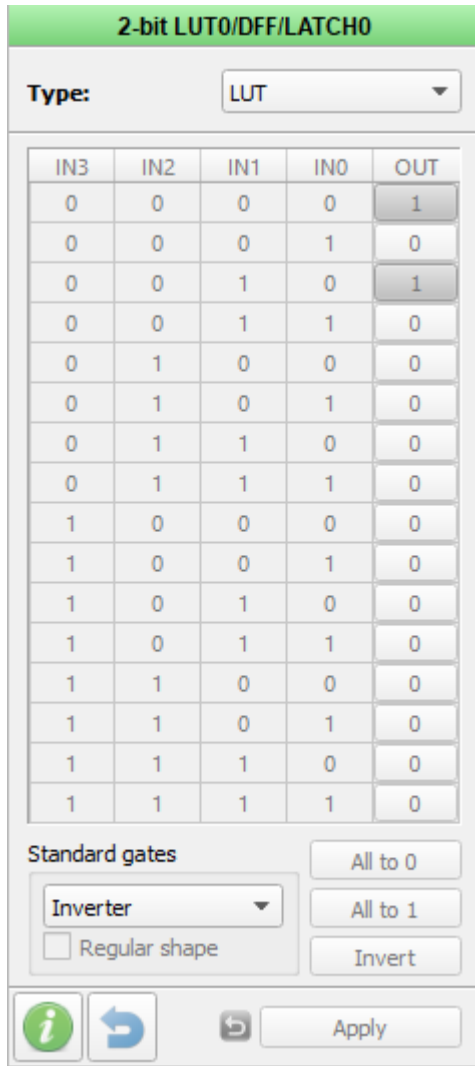 2-bit LUT0/DFF/LATCH0
Type: LUT
IN3 IN2 IN1 IN0 OUT
0 0 0 0 1
0 0 0 1 0
0 0 1 0 1
0 0 1 1 0
0 1 0 0 0
0 1 0 1 0
0 1 1 0 0
0 1 1 1 0
1 0 0 0 0
1 0 0 1 0
1 0 1 0 0
1 0 1 1 0
1 1 0 0 0
1 1 0 1 0
1 1 1 0 0
1 1 1 1 0
Standard gates
All to 0
Inverter
All to 1
Regular shape
Invert
i
Apply